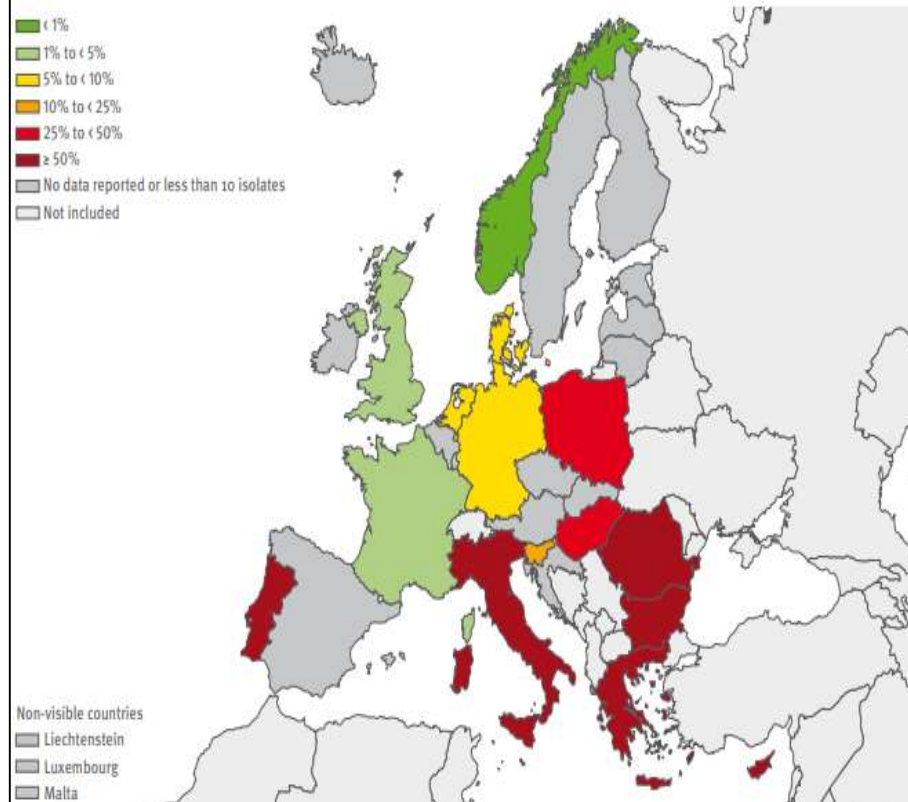 < 1%
1% to < 5%
5% to < 10%
10% to < 25%
25% to < 50%
≥ 50%
No data reported or less than 10 isolates
Not included
Non-visible countries
Liechtenstein
Luxembourg
Malta